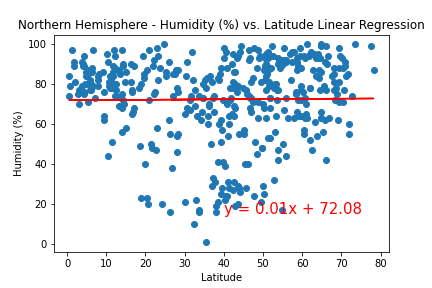 Northern Hemisphere - Humidity (%) vs. Latitude Linear Regression
100
80
60
40
20
0
Humidity (%)
y = 0.01x + 72.08
0 10 20 30 40 50 60 70 80
Latitude